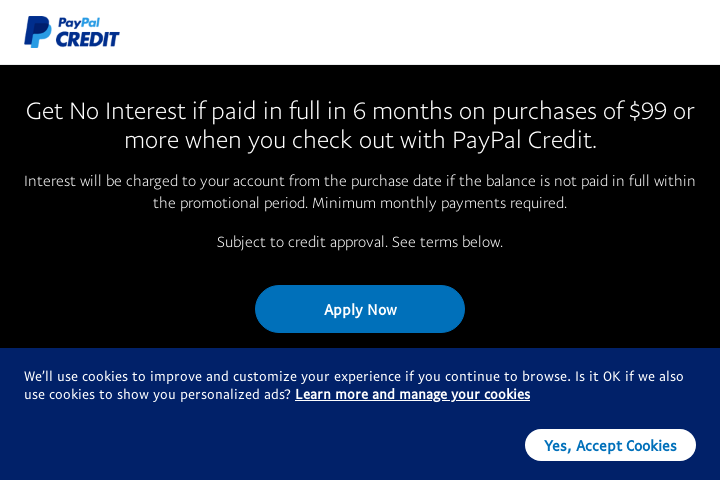 PayPal
CREDIT
Get No Interest if paid in full in 6 months on purchases of $99 or
more when you check out with PayPal Credit.
Interest will be charged to your account from the purchase date if the balance is not paid in full within
the promotional period. Minimum monthly payments required.
Subject to credit approval. See terms below.
Apply Now
We'll use cookies to improve and customize your experience if you continue to browse. Is it OK if we also
use cookies to show you personalized ads? Learn more and manage your cookies
Yes, Accept Cookies